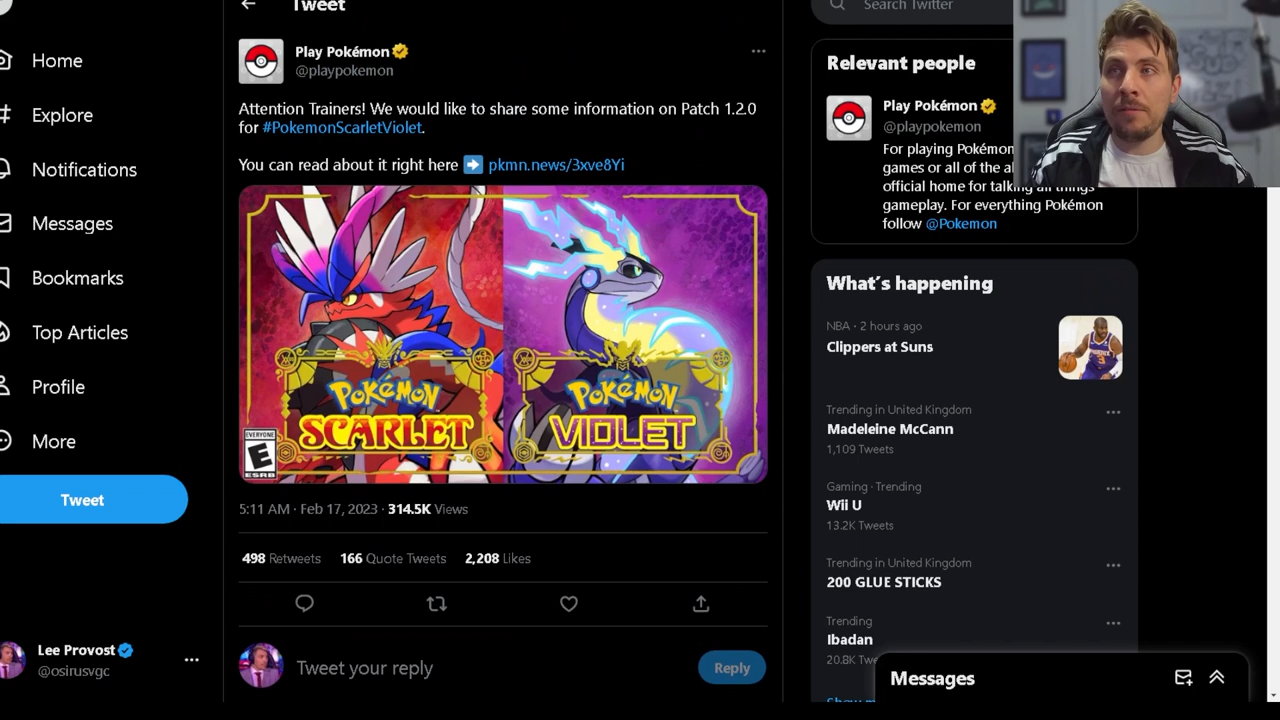 Home
Explore
Notifications
Messages
Bookmarks
Top Articles
Profile
More
Tweet
Lee Provost
@osirusvgc
Tweet
Play Pokémon
@playpokemon
Attention Trainers! We would like to share some information on Patch 1.2.0
for #PokemonScarletViolet.
You can read about it right here ➡ pkmn.news/3xve8Yi
POKéMON
SCARLET
EVERYONE
E
ESRB
POKéMON
VIOLET
5:11 AM · Feb 17, 2023 · 314.5K Views
498 Retweets 166 Quote Tweets 2,208 Likes
Tweet your reply
Reply
Search Twitter
Relevant people
Play Pokémon
@playpokemon
For playing Pokémon
games or all of the
official home for talking all things
gameplay. For everything Pokémon
follow @Pokemon
What's happening
NBA · 2 hours ago
Clippers at Suns
Trending in United Kingdom
Madeleine McCann
1,109 Tweets
Gaming · Trending
Wii U
13.2K Tweets
Trending in United Kingdom
200 GLUE STICKS
Trending
Ibadan
20.8K
Messages